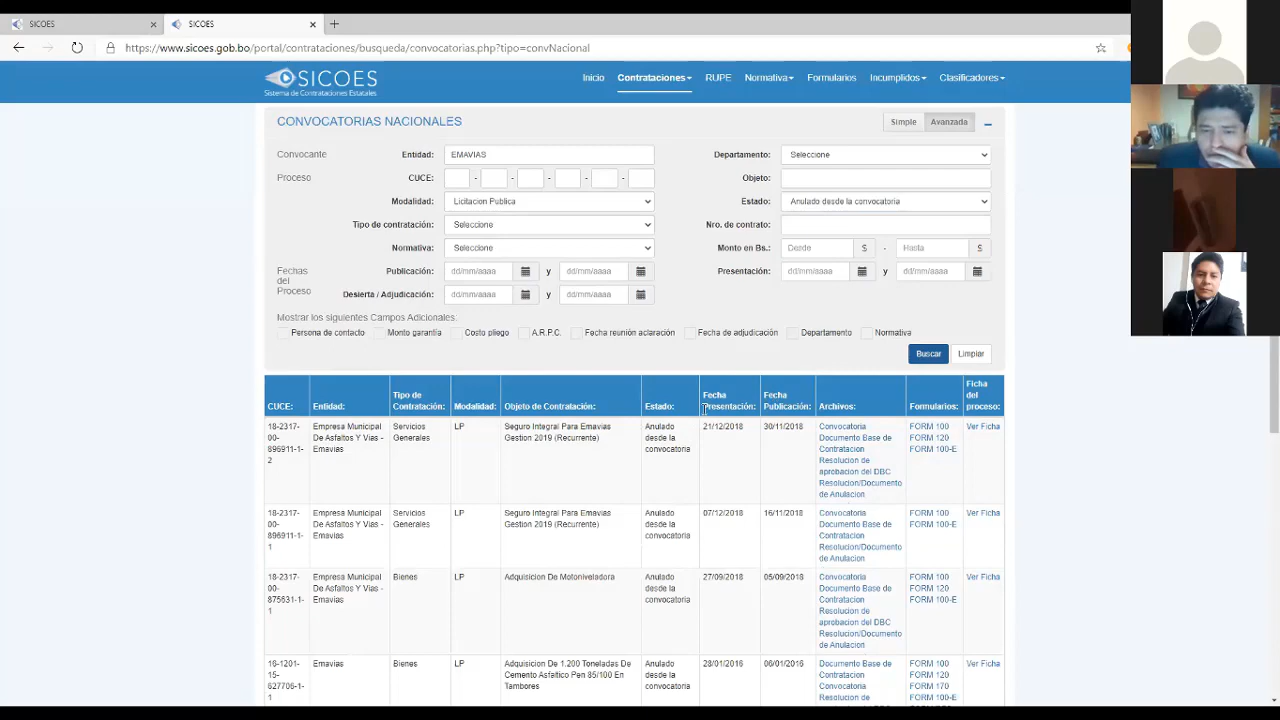 SICOES
SICOES
https://www.sicoes.gob.bo/portal/contrataciones/busqueda/convocatorias.php?tipo=convNacional
SICOES
Sistema de Contrataciones Estatales
Inicio Contrataciones RUPE Normativa Formularios Incumplidos Clasificadores
CONVOCATORIAS NACIONALES
Simple Avanzada
Convocante Entidad: EMAVIAS Departamento: Seleccione
Proceso CUCE: - - - - - Objeto:
Modalidad: Licitacion Publica Estado: Anulado desde la convocatoria
Tipo de contratación: Seleccione Nro. de contrato:
Normativa: Seleccione Monto en Bs.: Desde $ - Hasta $
Fechas del Proceso Publicación: dd/mm/aaaa y dd/mm/aaaa Presentación: dd/mm/aaaa y dd/mm/aaaa
Desierta / Adjudicación: dd/mm/aaaa y dd/mm/aaaa
Mostrar los siguientes Campos Adicionales:
Persona de contacto Monto garantía Costo pliego A.R.P.C. Fecha reunión aclaración Fecha de adjudicación Departamento Normativa
Buscar Limpiar
CUCE: Entidad: Tipo de Contratación: Modalidad: Objeto de Contratación: Estado: Fecha Presentación: Fecha Publicación: Archivos: Formularios: Ficha del proceso:
18-2317- Empresa Municipal Servicios LP Seguro Integral Para Emavias Anulado 21/12/2018 30/11/2018 Convocatoria FORM 100 Ver Ficha
00- De Asfaltos Y Vias - Generales Gestion 2019 (Recurrente) desde la Documento Base de FORM 120
896911-1- Emavias convocatoria Contratacion FORM 100-E
2 Resolucion de
aprobacion del DBC
Resolucion/Documento
de Anulacion
18-2317- Empresa Municipal Servicios LP Seguro Integral Para Emavias Anulado 07/12/2018 16/11/2018 Convocatoria FORM 100 Ver Ficha
00- De Asfaltos Y Vias - Generales Gestion 2019 (Recurrente) desde la Documento Base de FORM 100-E
896911-1- Emavias convocatoria Contratacion
1 Resolucion/Documento
de Anulacion
18-2317- Empresa Municipal Bienes LP Adquisicion De Motoniveladora Anulado 27/09/2018 05/09/2018 Convocatoria FORM 100 Ver Ficha
00- De Asfaltos Y Vias - desde la Documento Base de FORM 120
875631-1- Emavias convocatoria Contratacion FORM 100-E
1 Resolucion de
aprobacion del DBC
Resolucion/Documento
de Anulacion
16-1201- Emavias Bienes LP Adquisicion De 1.200 Toneladas De Anulado 28/01/2016 06/01/2016 Documento Base de FORM 100 Ver Ficha
15- Cemento Asfaltico Pen 85/100 En desde la Contratacion FORM 120
627706-1- Tambores convocatoria Convocatoria FORM 170
1 Resolucion de